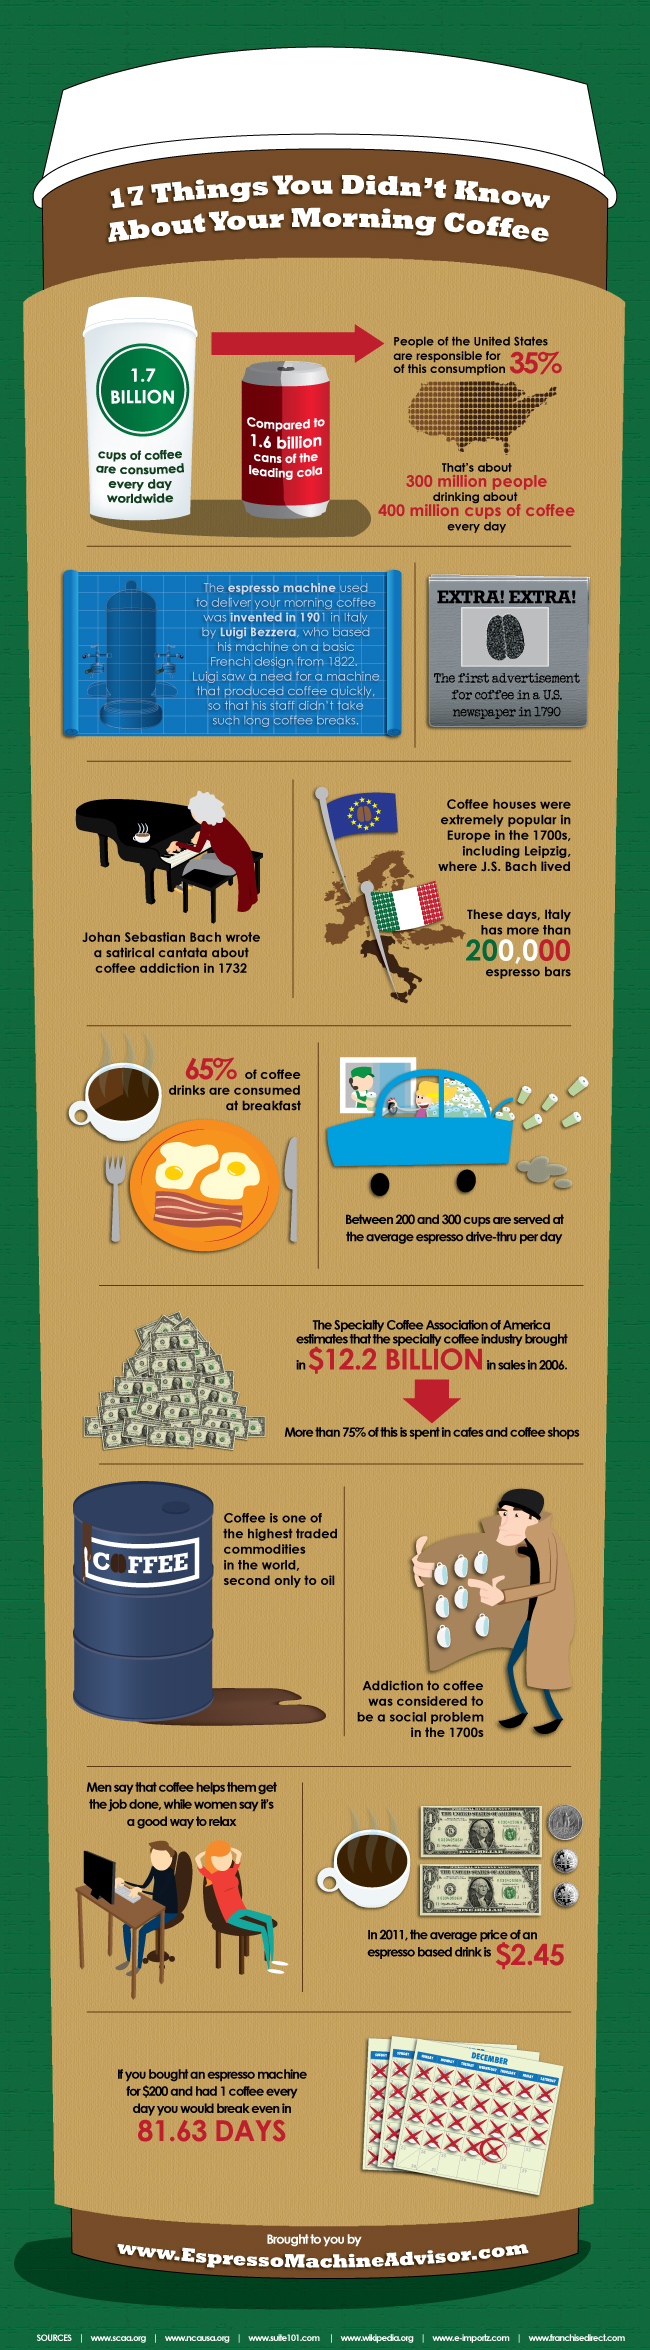 17 Things You Didn't Know
About Your Morning Coffee
1.7
BILLION
cups of coffee
are consumed
every day
worldwide
Compared to
1.6 billion
cans of the
leading cola
People of the United States
are responsible for 35%
of this consumption
That's about
300 million people
drinking about
400 million cups of coffee
every day
The espresso machine used
to deliver your morning coffee
was invented in 1901 in Italy
by Luigi Bezzera, who based
his machine on a basic
French design from 1822.
Luigi saw a need for a machine
that produced coffee quickly,
so that his staff didn't take
such long coffee breaks.
EXTRA! EXTRA!
The first advertisement
for coffee in a U.S.
newspaper in 1790
Johan Sebastian Bach wrote
a satirical cantata about
coffee addiction in 1732
Coffee houses were
extremely popular in
Europe in the 1700s,
including Leipzig,
where J.S. Bach lived
These days, Italy
has more than
200,000
espresso bars
65% of coffee
drinks are consumed
at breakfast
Between 200 and 300 cups are served at
the average espresso drive-thru per day
The Specialty Coffee Association of America
estimates that the specialty coffee industry brought
in $12.2 BILLION in sales in 2006.
More than 75% of this is spent in cafes and coffee shops
COFFEE
Coffee is one of
the highest traded
commodities
in the world,
second only to oil
Addiction to coffee
was considered to
be a social problem
in the 1700s
Men say that coffee helps them get
the job done, while women say it's
a good way to relax
THE UNITED STATES OF AMERICA
ONE DOLLAR
THE UNITED STATES OF AMERICA
ONE DOLLAR
In 2011, the average price of an
espresso based drink is $2.45
If you bought an espresso machine
for $200 and had 1 coffee every
day you would break even in
81.63 DAYS
DECEMBER
Brought to you by
www.EspressoMachineAdvisor.com
SOURCES | www.scaa.org | www.ncausa.org | www.suite101.com | www.wikipedia.org | www.e-importz.com | www.franchisedirect.com